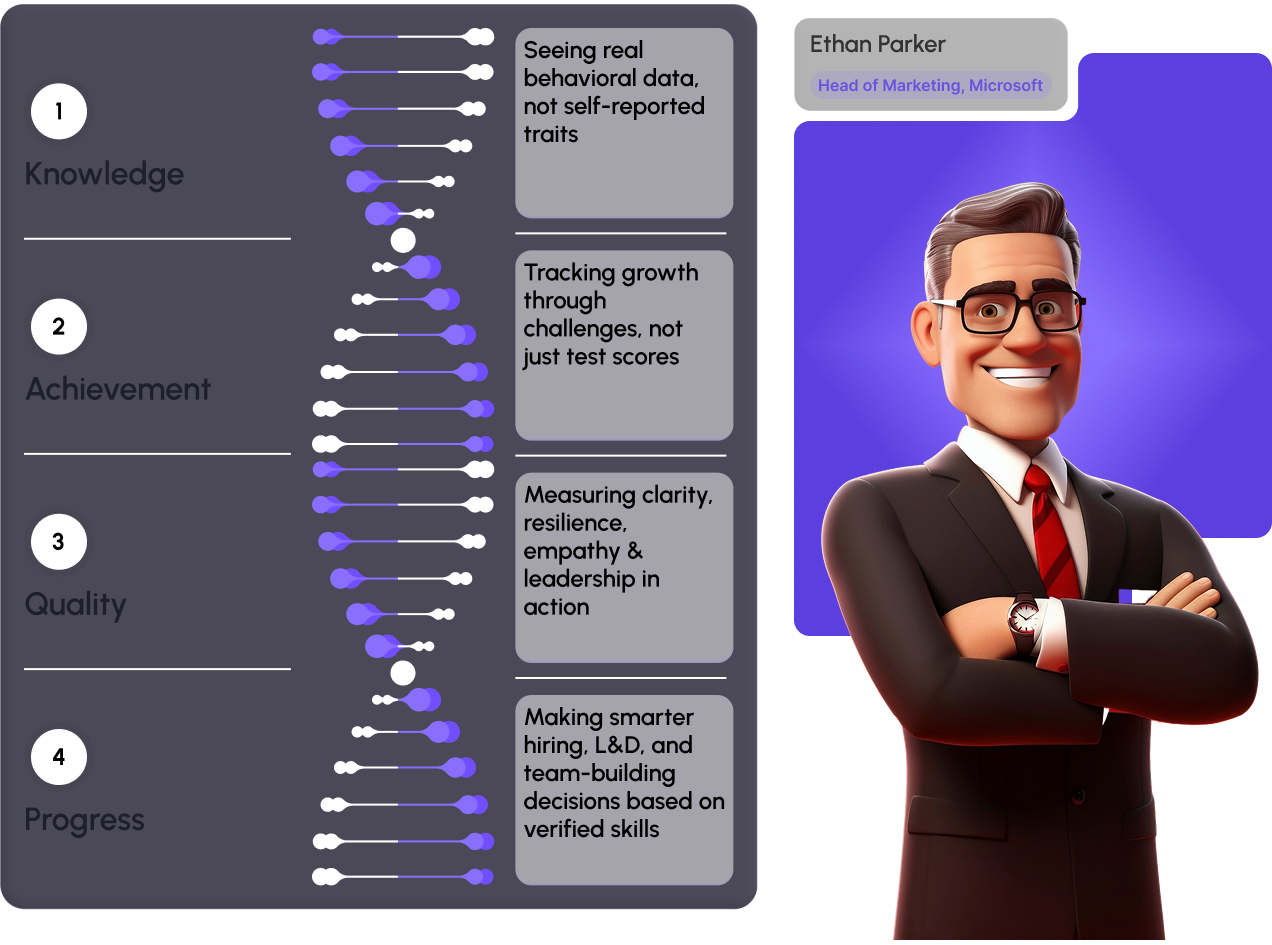 1
Knowledge
Seeing real
behavioral data,
not self-reported
traits
2
Achievement
Tracking growth
through
challenges, not
just test scores
3
Quality
Measuring clarity,
resilience,
empathy &
leadership in
action
4
Progress
Making smarter
hiring, L&D, and
team-building
decisions based on
verified skills
Ethan Parker
Head of Marketing, Microsoft